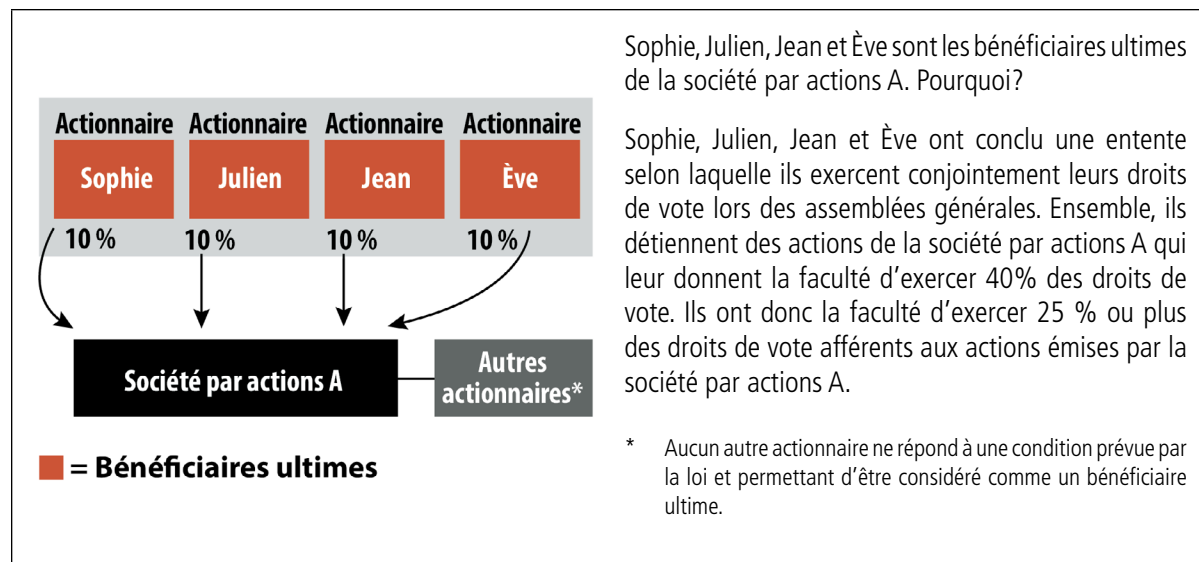 Actionnaire Actionnaire Actionnaire Actionnaire
Sophie Julien Jean Ève
10 % 10 % 10 % 10 %
Société par actions A
Autres
actionnaires*
= Bénéficiaires ultimes
Sophie, Julien, Jean et Ève sont les bénéficiaires ultimes
de la société par actions A. Pourquoi?
Sophie, Julien, Jean et Ève ont conclu une entente
selon laquelle ils exercent conjointement leurs droits
de vote lors des assemblées générales. Ensemble, ils
détiennent des actions de la société par actions A qui
leur donnent la faculté d’exercer 40% des droits de
vote. Ils ont donc la faculté d’exercer 25 % ou plus
des droits de vote afférents aux actions émises par la
société par actions A.
* Aucun autre actionnaire ne répond à une condition prévue par
la loi et permettant d’être considéré comme un bénéficiaire
ultime.